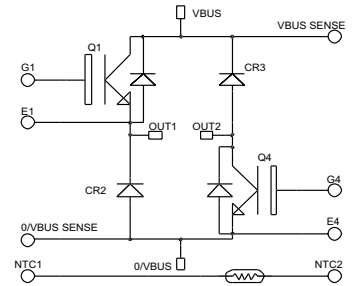 VBUS
VBUS SENSE
Q1
G1
CR3
E1
OUT1
OUT2
Q4
G4
CR2
E4
0/VBUS SENSE
0/VBUS
NTC1
NTC2